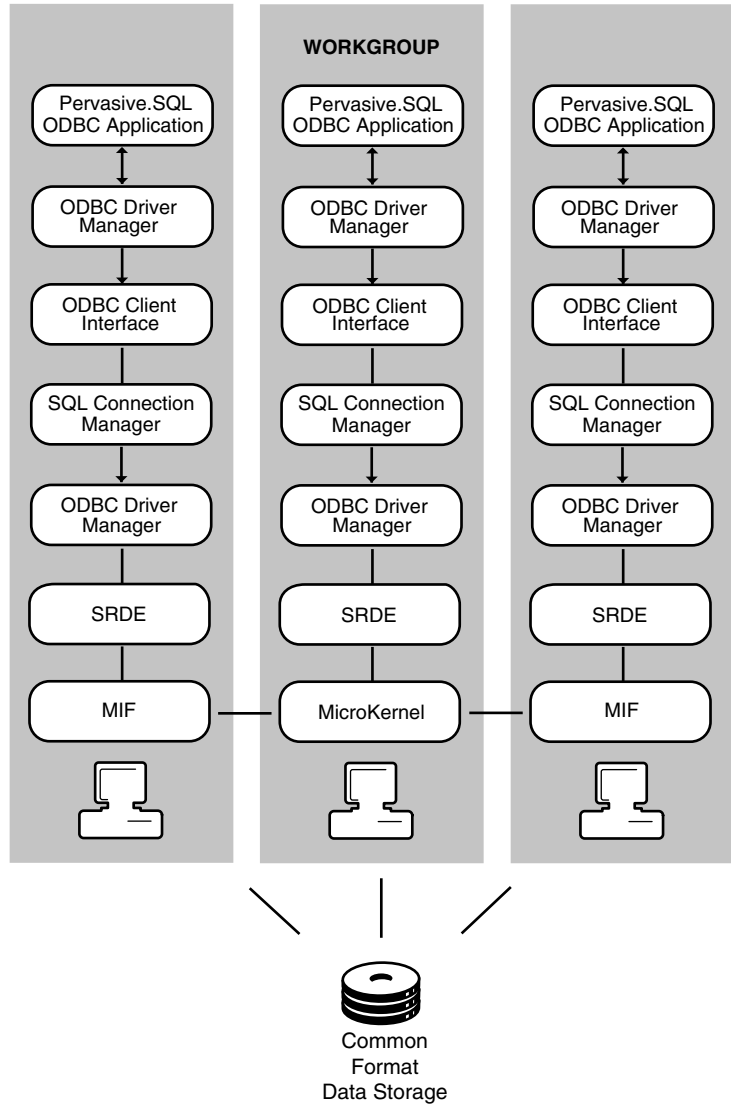 WORKGROUP
Pervasive.SQL
ODBC Application
Pervasive.SQL
ODBC Application
Pervasive.SQL
ODBC Application
ODBC Driver
Manager
ODBC Driver
Manager
ODBC Driver
Manager
ODBC Client
Interface
ODBC Client
Interface
ODBC Client
Interface
SQL Connection
Manager
SQL Connection
Manager
SQL Connection
Manager
ODBC Driver
Manager
ODBC Driver
Manager
ODBC Driver
Manager
SRDE
SRDE
SRDE
MIF
MicroKernel
MIF
Common
Format
Data Storage